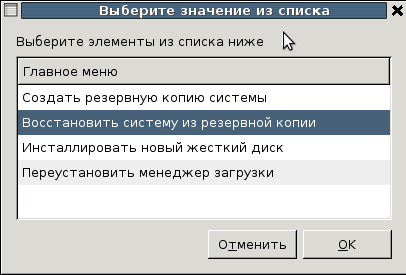 Выберите значение из списка
Выберите элементы из списка ниже
Главное меню
Создать резервную копию системы
Восстановить систему из резервной копии
Инсталлировать новый жесткий диск
Переустановить менеджер загрузки
Отменить
OK